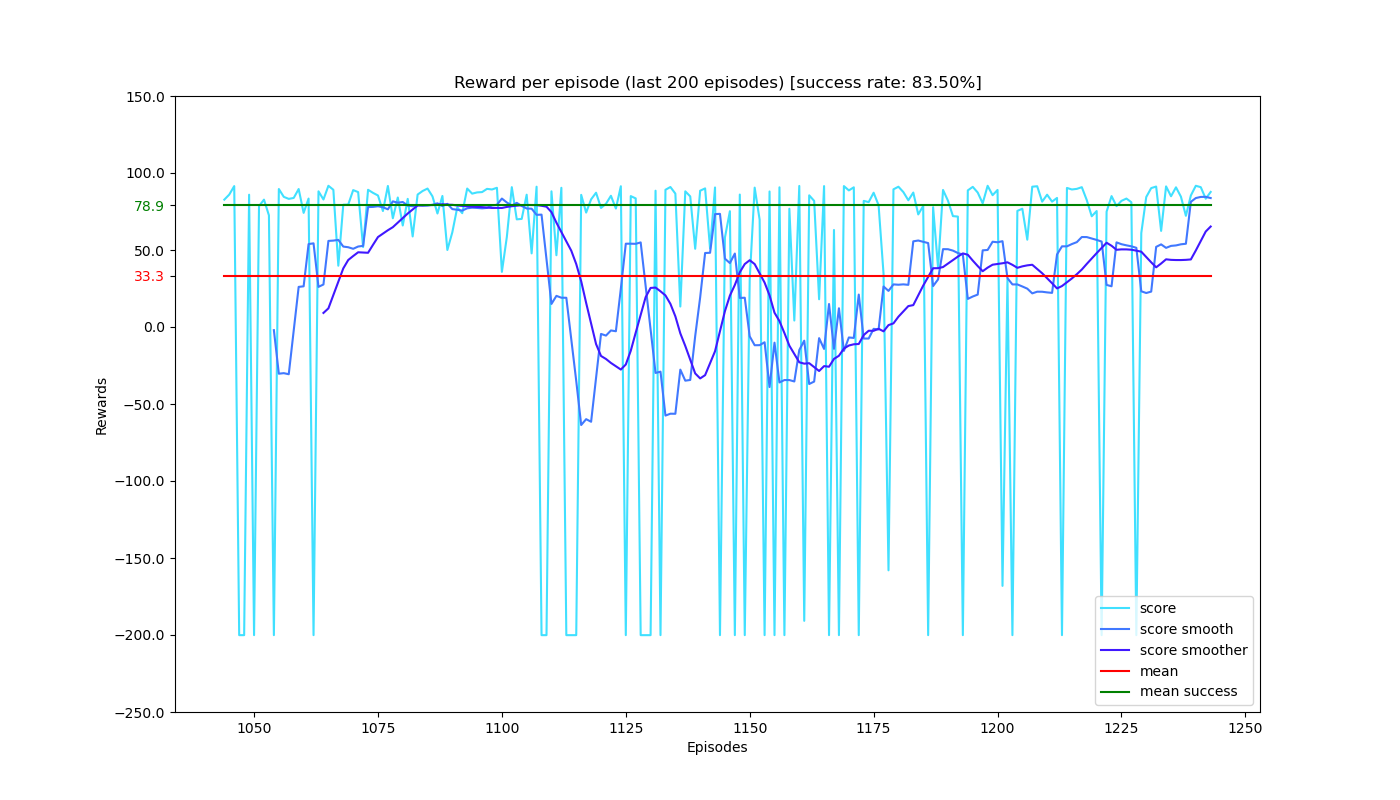 Reward per episode (last 200 episodes) [success rate: 83.50%]
150.0
100.0
78.9
50.0
33.3
0.0
−50.0
−100.0
−150.0
−200.0
−250.0
Rewards
1050 1075 1100 1125 1150 1175 1200 1225 1250
Episodes
score
score smooth
score smoother
mean
mean success